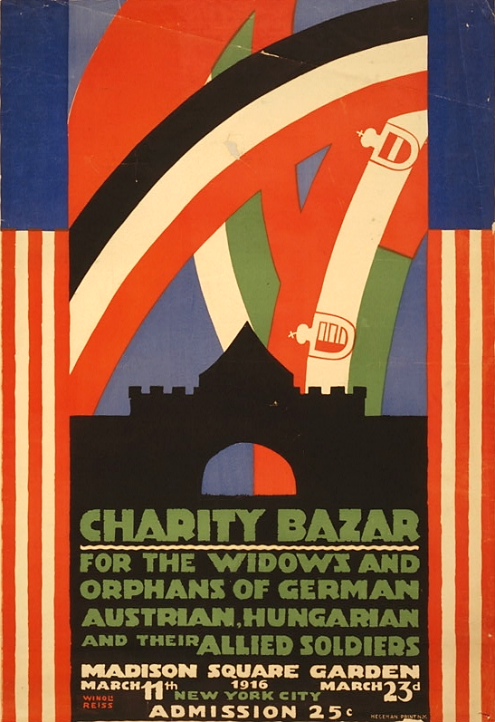 CHARITY BAZAR
FOR THE WIDOWS AND
ORPHANS OF GERMAN
AUSTRIAN, HUNGARIAN
AND THEIR ALLIED SOLDIERS
MADISON SQUARE GARDEN
MARCH 11th 1916 MARCH 23d
NEW YORK CITY
WINOLD
REISS
ADMISSION 25c